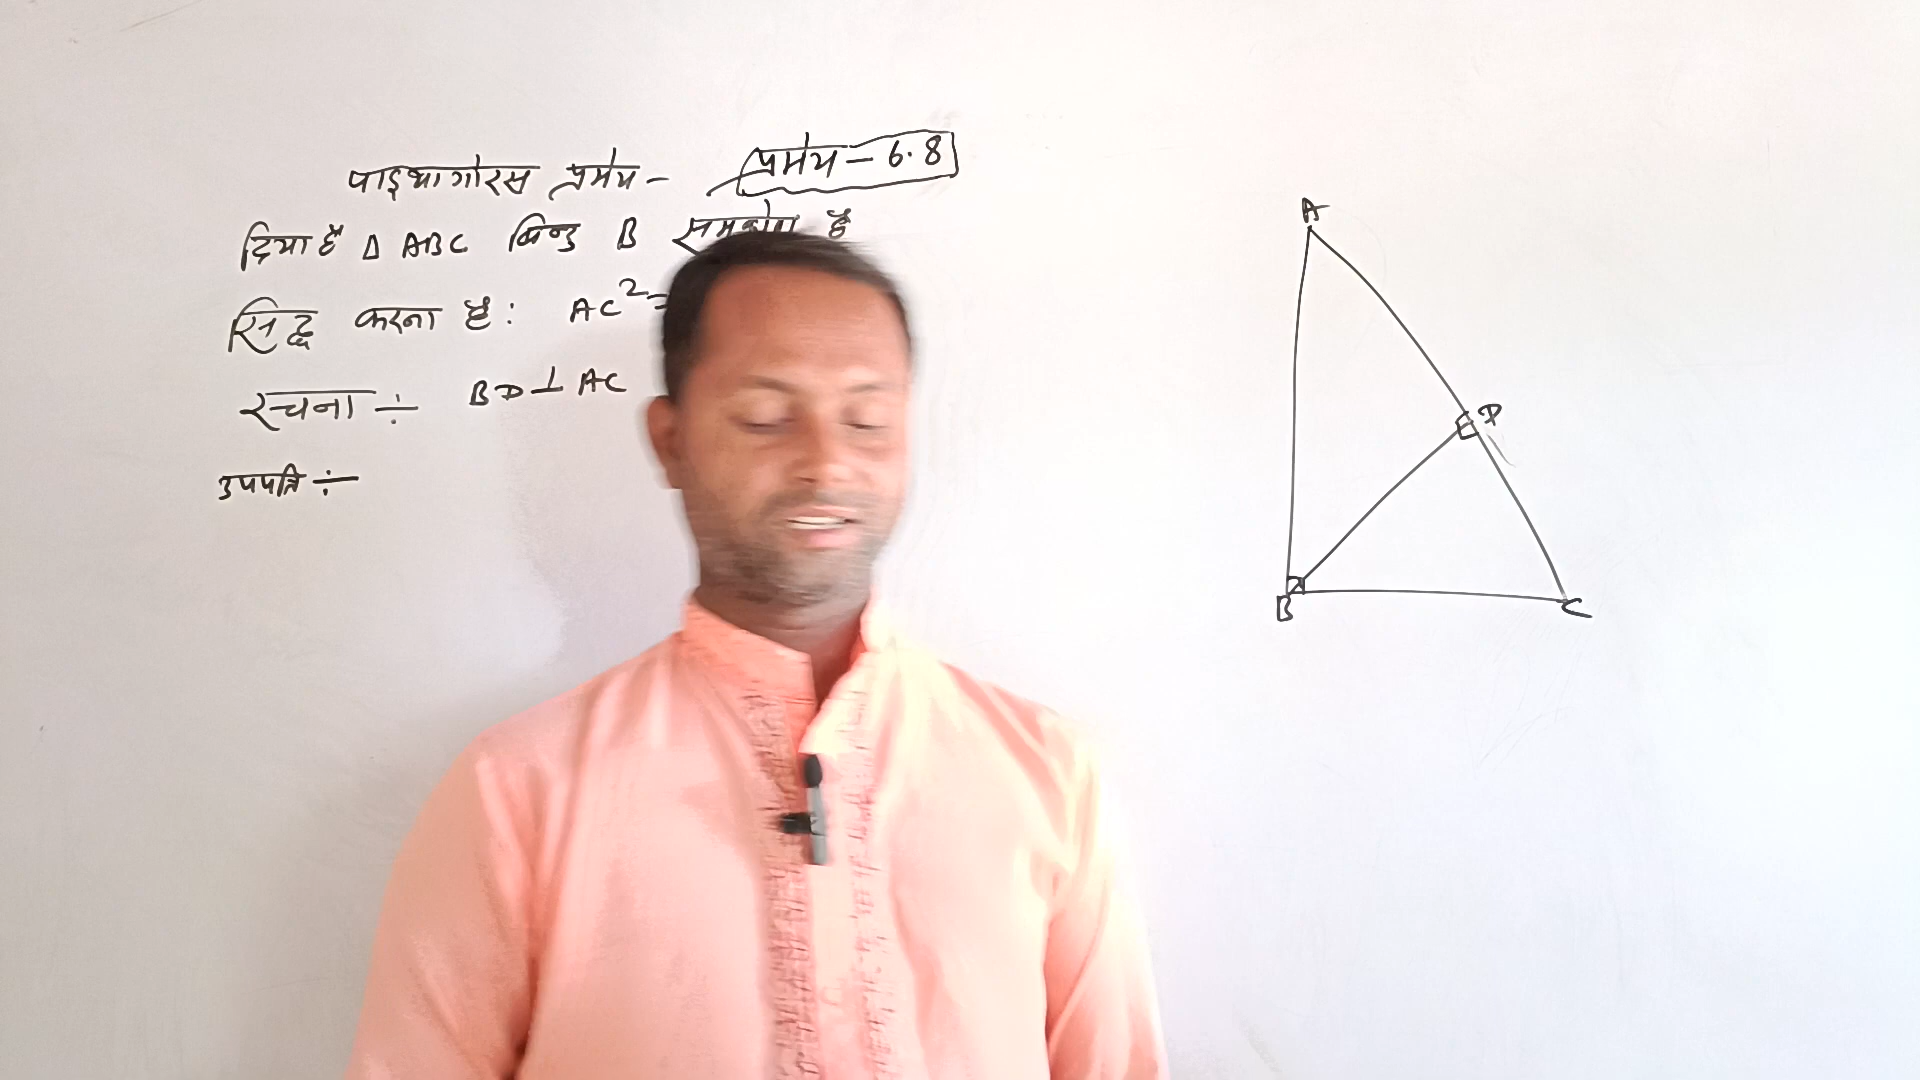 पाइथागोरस प्रमेय - प्रमेय - 6.8
दिया है Δ ABC बिन्दु B समकोण है
सिद्ध करना है : AC²=
रचना ÷ BD⊥AC
उपपति ÷
A
D
B
C